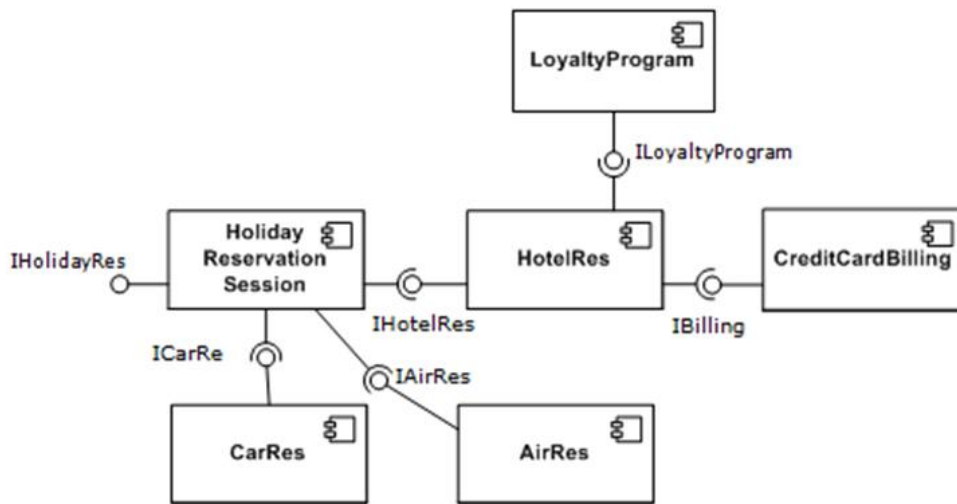 LoyaltyProgram
ILoyaltyProgram
Holiday
Reservation
Session
HotelRes
CreditCardBilling
IHolidayRes
IHotelRes
IBilling
ICarRe
IAirRes
CarRes
AirRes